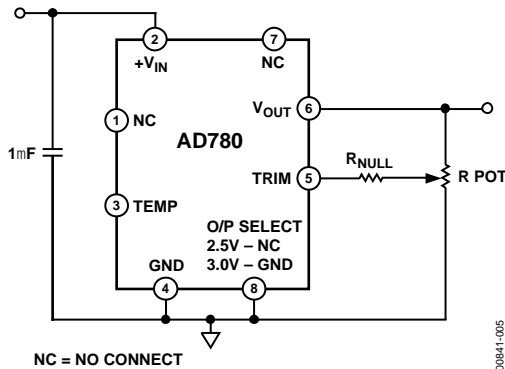 2
7
+VIN
NC
1
NC
VOUT
6
AD780
1mF
RNULL
TRIM
5
R POT
3
TEMP
O/P SELECT
2.5V – NC
3.0V – GND
GND
4
8
NC = NO CONNECT
00841-005